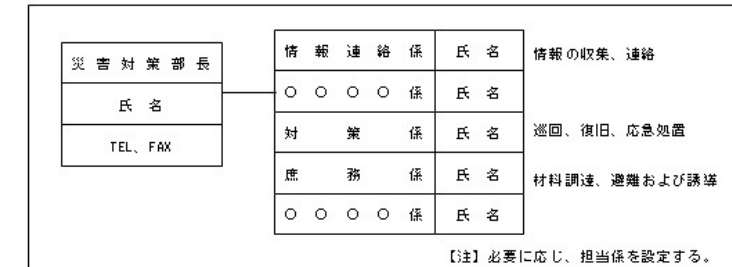 災害対策部長
氏名
TEL、FAX
情報連絡係 氏名 情報の収集、連絡
○○○○係 氏名
対策係 氏名 巡回、復旧、応急処置
庶務係 氏名 材料調達、避難および誘導
○○○○係 氏名
【注】必要に応じ、担当係を設定する。